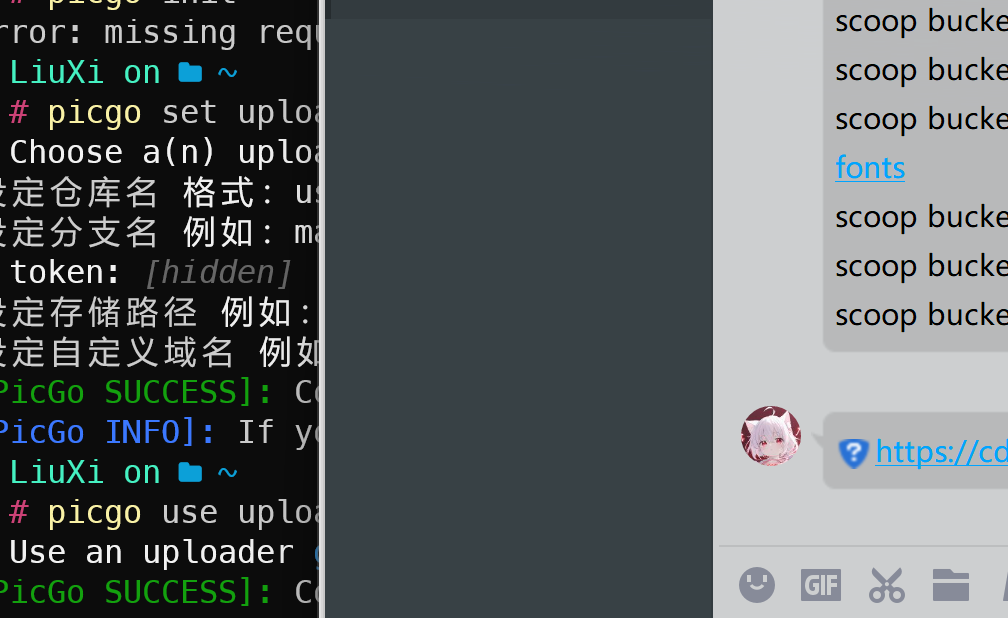 # picgo init
rror: missing requ
LiuXi on ~
# picgo set uploa
Choose a(n) uploa
设定仓库名 格式: us
设定分支名 例如: ma
token: [hidden]
设定存储路径 例如:
设定自定义域名 例如
PicGo SUCCESS]: Co
PicGo INFO]: If yo
LiuXi on ~
# picgo use uploa
Use an uploader g
PicGo SUCCESS]: Co
scoop bucke
scoop bucke
scoop bucke
fonts
scoop bucke
scoop bucke
scoop bucke
https://cd
GIF